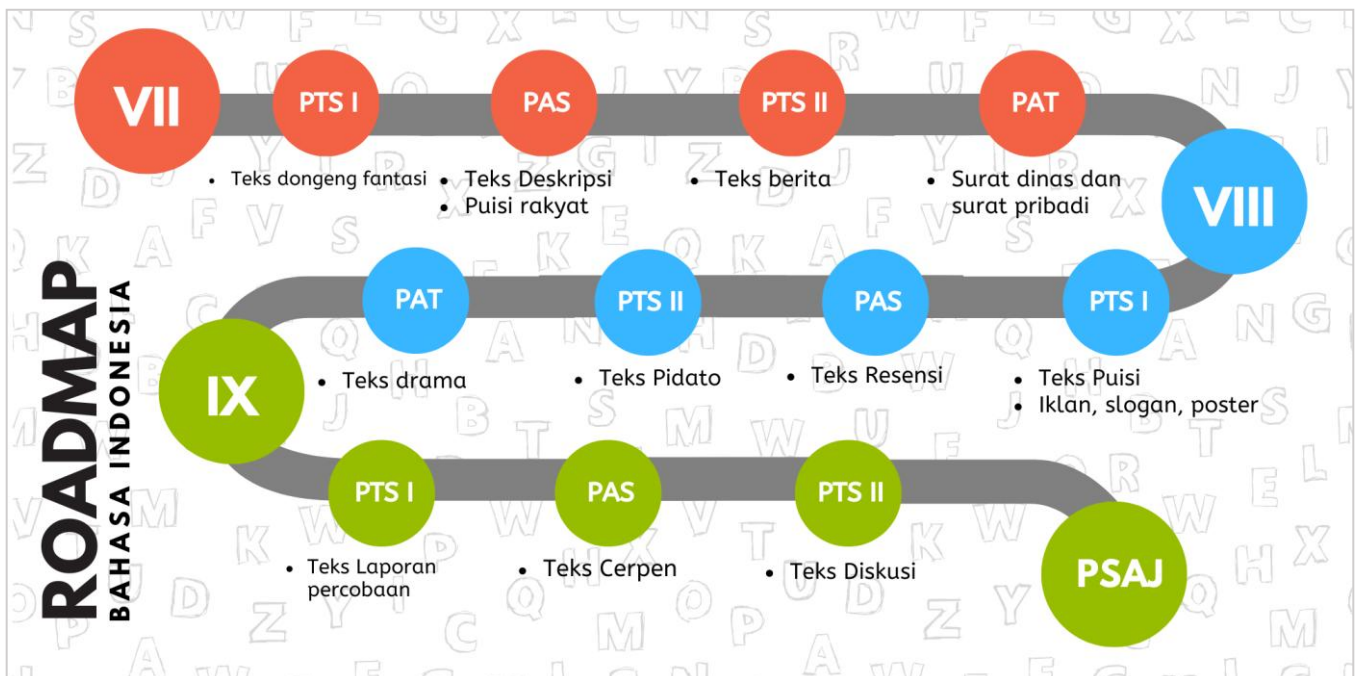 VII
PTS I
PAS
PTS II
PAT
• Teks dongeng fantasi
• Teks Deskripsi
• Puisi rakyat
• Teks berita
• Surat dinas dan
surat pribadi
VIII
PTS I
PAS
PTS II
PAT
• Teks Puisi
• Iklan, slogan, poster
• Teks Resensi
• Teks Pidato
• Teks drama
IX
PTS I
PAS
PTS II
PSAJ
• Teks Laporan
percobaan
• Teks Cerpen
• Teks Diskusi
ROADMAP
BAHASA INDONESIA